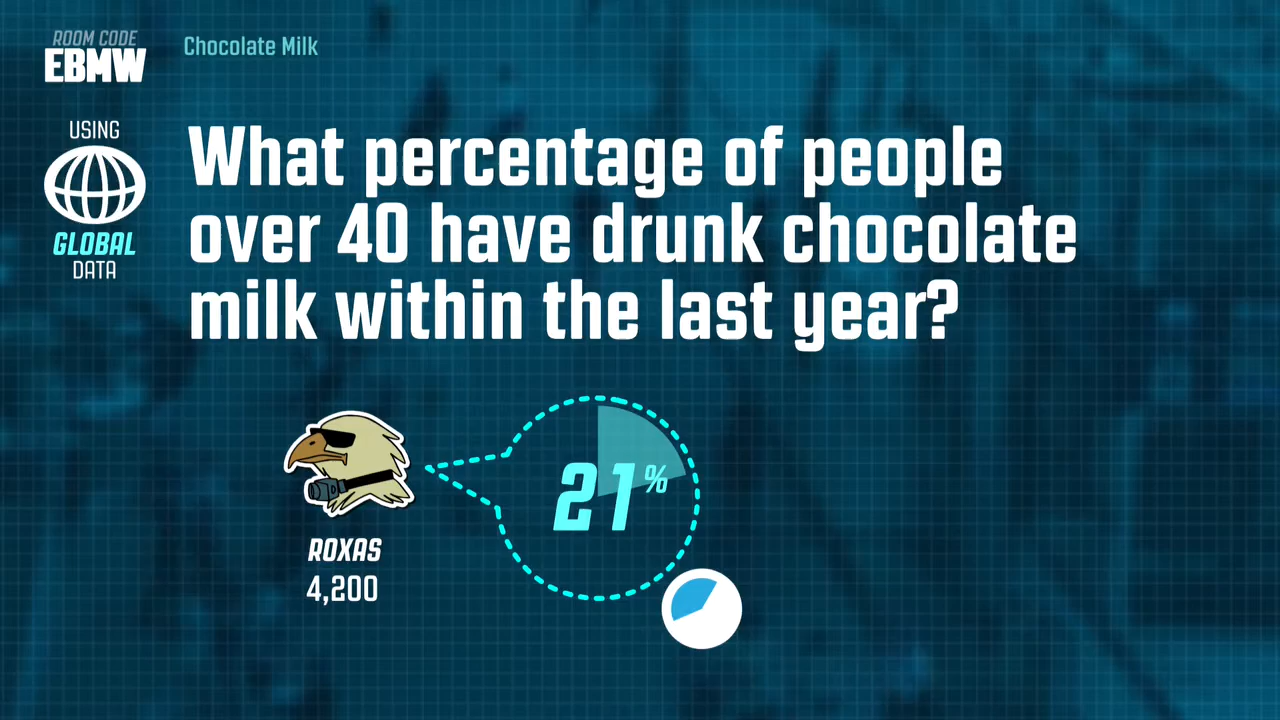 ROOM CODE
EBMW
Chocolate Milk
USING
GLOBAL
DATA
What percentage of people
over 40 have drunk chocolate
milk within the last year?
21%
ROXAS
4,200